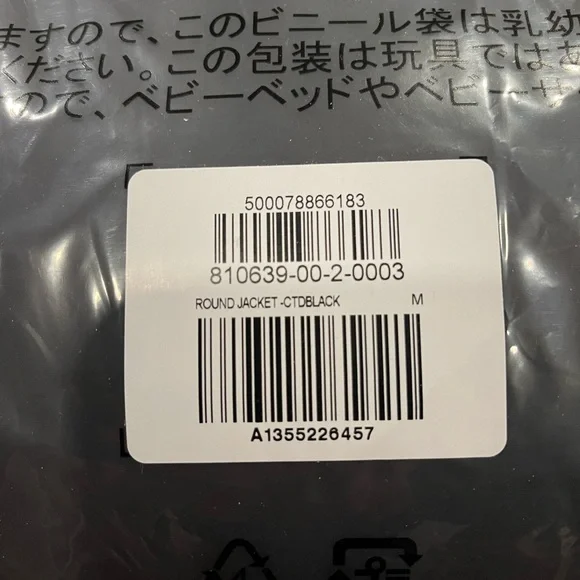 ますので、このビニール袋は乳幼
ください。この包装は玩具ではあ
ので、ベビーベッドやベビーサ
500078866183
810639-00-2-0003
ROUND JACKET -CTDBLACK M
A1355226457